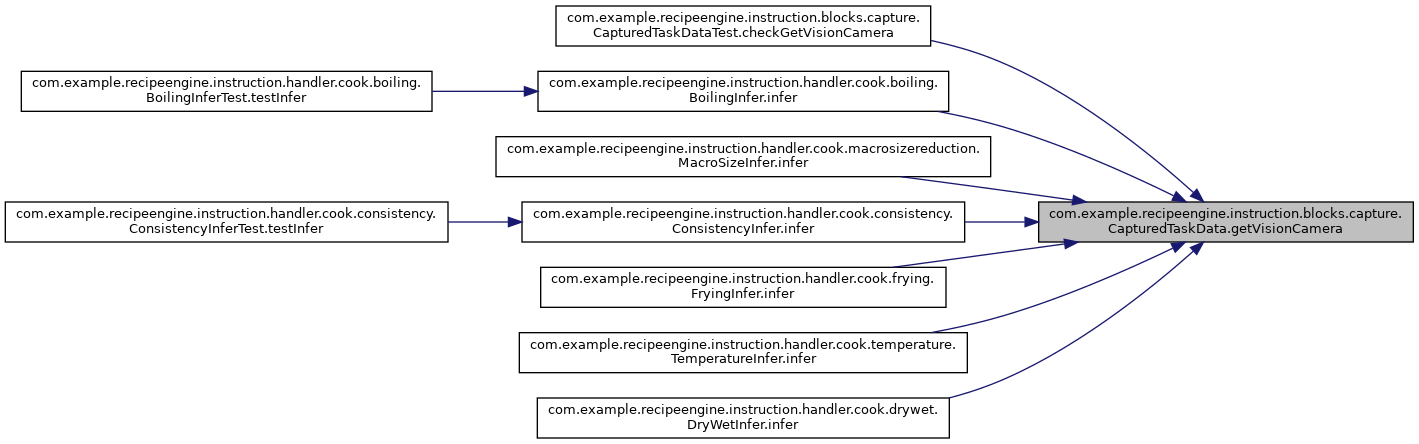 com.example.recipeengine.instruction.blocks.capture.
CapturedTaskDataTest.checkGetVisionCamera
com.example.recipeengine.instruction.handler.cook.boiling.
BoilingInferTest.testInfer
com.example.recipeengine.instruction.handler.cook.boiling.
BoilingInfer.infer
com.example.recipeengine.instruction.handler.cook.macrosizereduction.
MacroSizeInfer.infer
com.example.recipeengine.instruction.handler.cook.consistency.
ConsistencyInferTest.testInfer
com.example.recipeengine.instruction.handler.cook.consistency.
ConsistencyInfer.infer
com.example.recipeengine.instruction.blocks.capture.
CapturedTaskData.getVisionCamera
com.example.recipeengine.instruction.handler.cook.frying.
FryingInfer.infer
com.example.recipeengine.instruction.handler.cook.temperature.
TemperatureInfer.infer
com.example.recipeengine.instruction.handler.cook.drywet.
DryWetInfer.infer